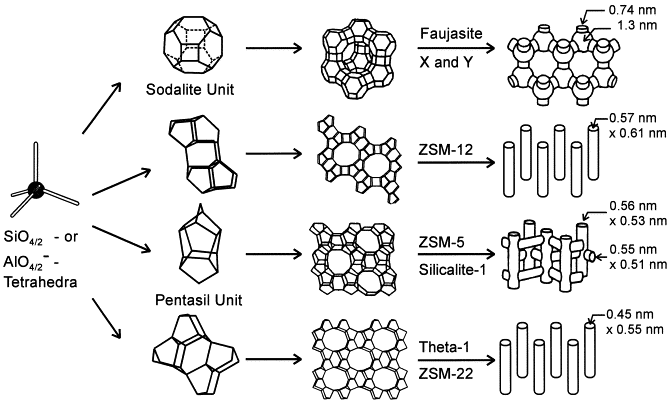 0.74 nm
1.3 nm
Faujasite
X and Y
Sodalite Unit
0.57 nm
x 0.61 nm
ZSM-12
SiO4/2 - or
AlO4/2⁻ -
Tetrahedra
0.56 nm
x 0.53 nm
ZSM-5
Silicalite-1
0.55 nm
x 0.51 nm
Pentasil Unit
0.45 nm
x 0.55 nm
Theta-1
ZSM-22